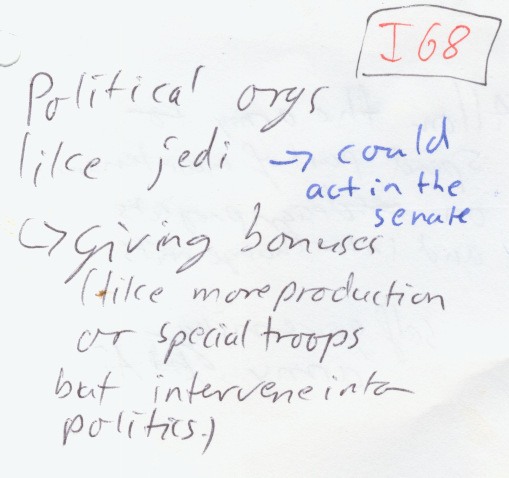 I68
Political orgs
like jedi → could
act in the
senate
↳ giving bonuses
(like more production
or special troops
but intervene into
politics.)